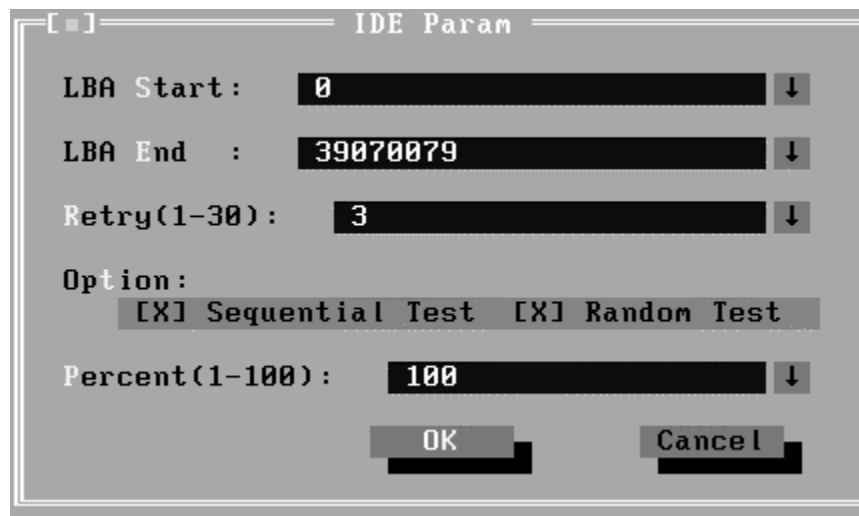 [■] IDE Param
LBA Start: 0 ↓
LBA End : 39070079 ↓
Retry(1-30): 3 ↓
Option:
[X] Sequential Test [X] Random Test
Percent(1-100): 100 ↓
OK Cancel